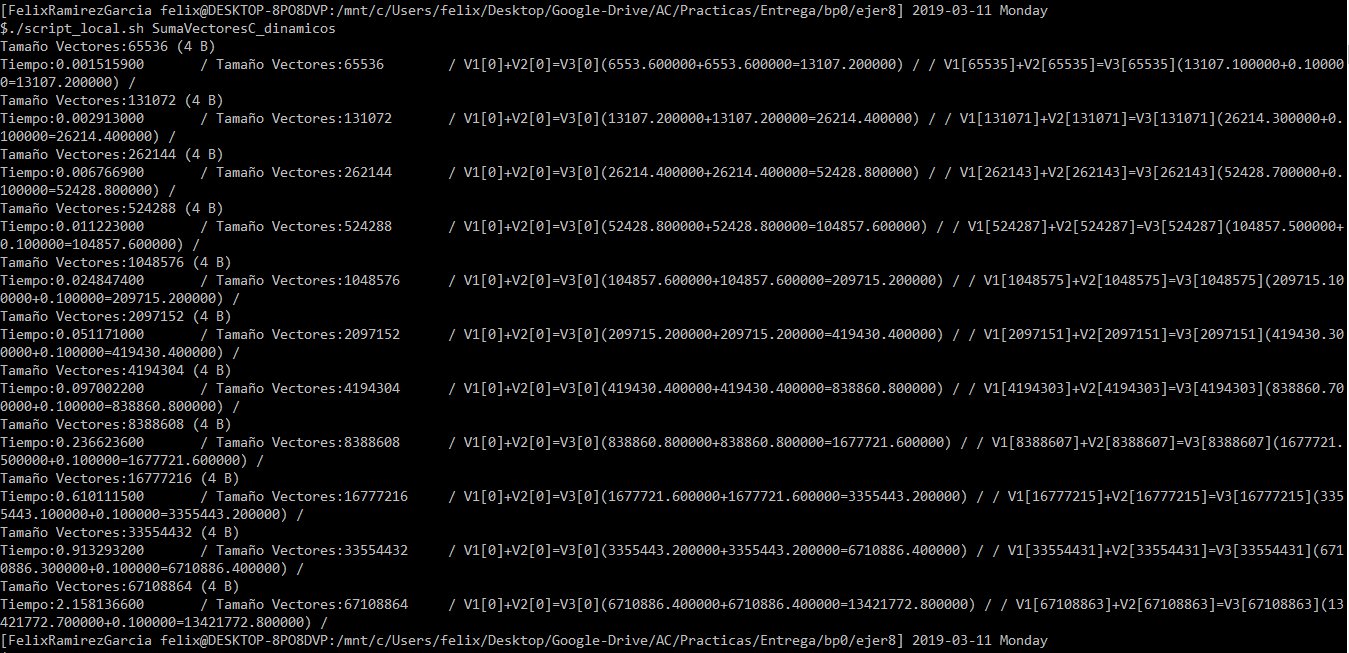 [FelixRamirezGarcia felix@DESKTOP-8PO8DVP:/mnt/c/Users/felix/Desktop/Google-Drive/AC/Practicas/Entrega/bp0/ejer8] 2019-03-11 Monday
$./script_local.sh SumaVectoresC_dinamicos
Tamaño Vectores:65536 (4 B)
Tiempo:0.001515900       / Tamaño Vectores:65536        / V1[0]+V2[0]=V3[0](6553.600000+6553.600000=13107.200000) / / V1[65535]+V2[65535]=V3[65535](13107.100000+0.10000
0=13107.200000) /
Tamaño Vectores:131072 (4 B)
Tiempo:0.002913000       / Tamaño Vectores:131072       / V1[0]+V2[0]=V3[0](13107.200000+13107.200000=26214.400000) / / V1[131071]+V2[131071]=V3[131071](26214.300000+0.
100000=26214.400000) /
Tamaño Vectores:262144 (4 B)
Tiempo:0.006766900       / Tamaño Vectores:262144       / V1[0]+V2[0]=V3[0](26214.400000+26214.400000=52428.800000) / / V1[262143]+V2[262143]=V3[262143](52428.700000+0.
100000=52428.800000) /
Tamaño Vectores:524288 (4 B)
Tiempo:0.011223000       / Tamaño Vectores:524288       / V1[0]+V2[0]=V3[0](52428.800000+52428.800000=104857.600000) / / V1[524287]+V2[524287]=V3[524287](104857.500000+
0.100000=104857.600000) /
Tamaño Vectores:1048576 (4 B)
Tiempo:0.024847400       / Tamaño Vectores:1048576      / V1[0]+V2[0]=V3[0](104857.600000+104857.600000=209715.200000) / / V1[1048575]+V2[1048575]=V3[1048575](209715.10
0000+0.100000=209715.200000) /
Tamaño Vectores:2097152 (4 B)
Tiempo:0.051171000       / Tamaño Vectores:2097152      / V1[0]+V2[0]=V3[0](209715.200000+209715.200000=419430.400000) / / V1[2097151]+V2[2097151]=V3[2097151](419430.30
0000+0.100000=419430.400000) /
Tamaño Vectores:4194304 (4 B)
Tiempo:0.097002200       / Tamaño Vectores:4194304      / V1[0]+V2[0]=V3[0](419430.400000+419430.400000=838860.800000) / / V1[4194303]+V2[4194303]=V3[4194303](838860.70
0000+0.100000=838860.800000) /
Tamaño Vectores:8388608 (4 B)
Tiempo:0.236623600       / Tamaño Vectores:8388608      / V1[0]+V2[0]=V3[0](838860.800000+838860.800000=1677721.600000) / / V1[8388607]+V2[8388607]=V3[8388607](1677721.
500000+0.100000=1677721.600000) /
Tamaño Vectores:16777216 (4 B)
Tiempo:0.610111500       / Tamaño Vectores:16777216     / V1[0]+V2[0]=V3[0](1677721.600000+1677721.600000=3355443.200000) / / V1[16777215]+V2[16777215]=V3[16777215](335
5443.100000+0.100000=3355443.200000) /
Tamaño Vectores:33554432 (4 B)
Tiempo:0.913293200       / Tamaño Vectores:33554432     / V1[0]+V2[0]=V3[0](3355443.200000+3355443.200000=6710886.400000) / / V1[33554431]+V2[33554431]=V3[33554431](671
0886.300000+0.100000=6710886.400000) /
Tamaño Vectores:67108864 (4 B)
Tiempo:2.158136600       / Tamaño Vectores:67108864     / V1[0]+V2[0]=V3[0](6710886.400000+6710886.400000=13421772.800000) / / V1[67108863]+V2[67108863]=V3[67108863](13
421772.700000+0.100000=13421772.800000) /
[FelixRamirezGarcia felix@DESKTOP-8PO8DVP:/mnt/c/Users/felix/Desktop/Google-Drive/AC/Practicas/Entrega/bp0/ejer8] 2019-03-11 Monday